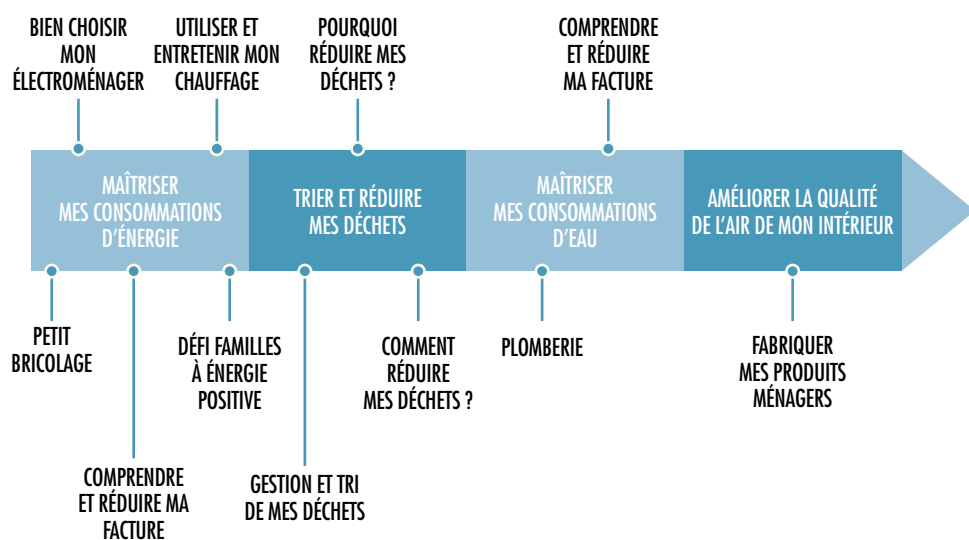 BIEN CHOISIR
MON
ÉLECTROMÉNAGER
UTILISER ET
ENTRETENIR MON
CHAUFFAGE
POURQUOI
RÉDUIRE MES
DÉCHETS ?
COMPRENDRE
ET RÉDUIRE
MA FACTURE
MAÎTRISER
MES CONSOMMATIONS
D’ÉNERGIE
TRIER ET RÉDUIRE
MES DÉCHETS
MAÎTRISER
MES CONSOMMATIONS
D’EAU
AMÉLIORER LA QUALITÉ
DE L’AIR DE MON INTÉRIEUR
PETIT
BRICOLAGE
DÉFI FAMILLES
À ÉNERGIE
POSITIVE
COMMENT
RÉDUIRE
MES DÉCHETS ?
PLOMBERIE
FABRIQUER
MES PRODUITS
MÉNAGERS
COMPRENDRE
ET RÉDUIRE MA
FACTURE
GESTION ET TRI
DE MES DÉCHETS